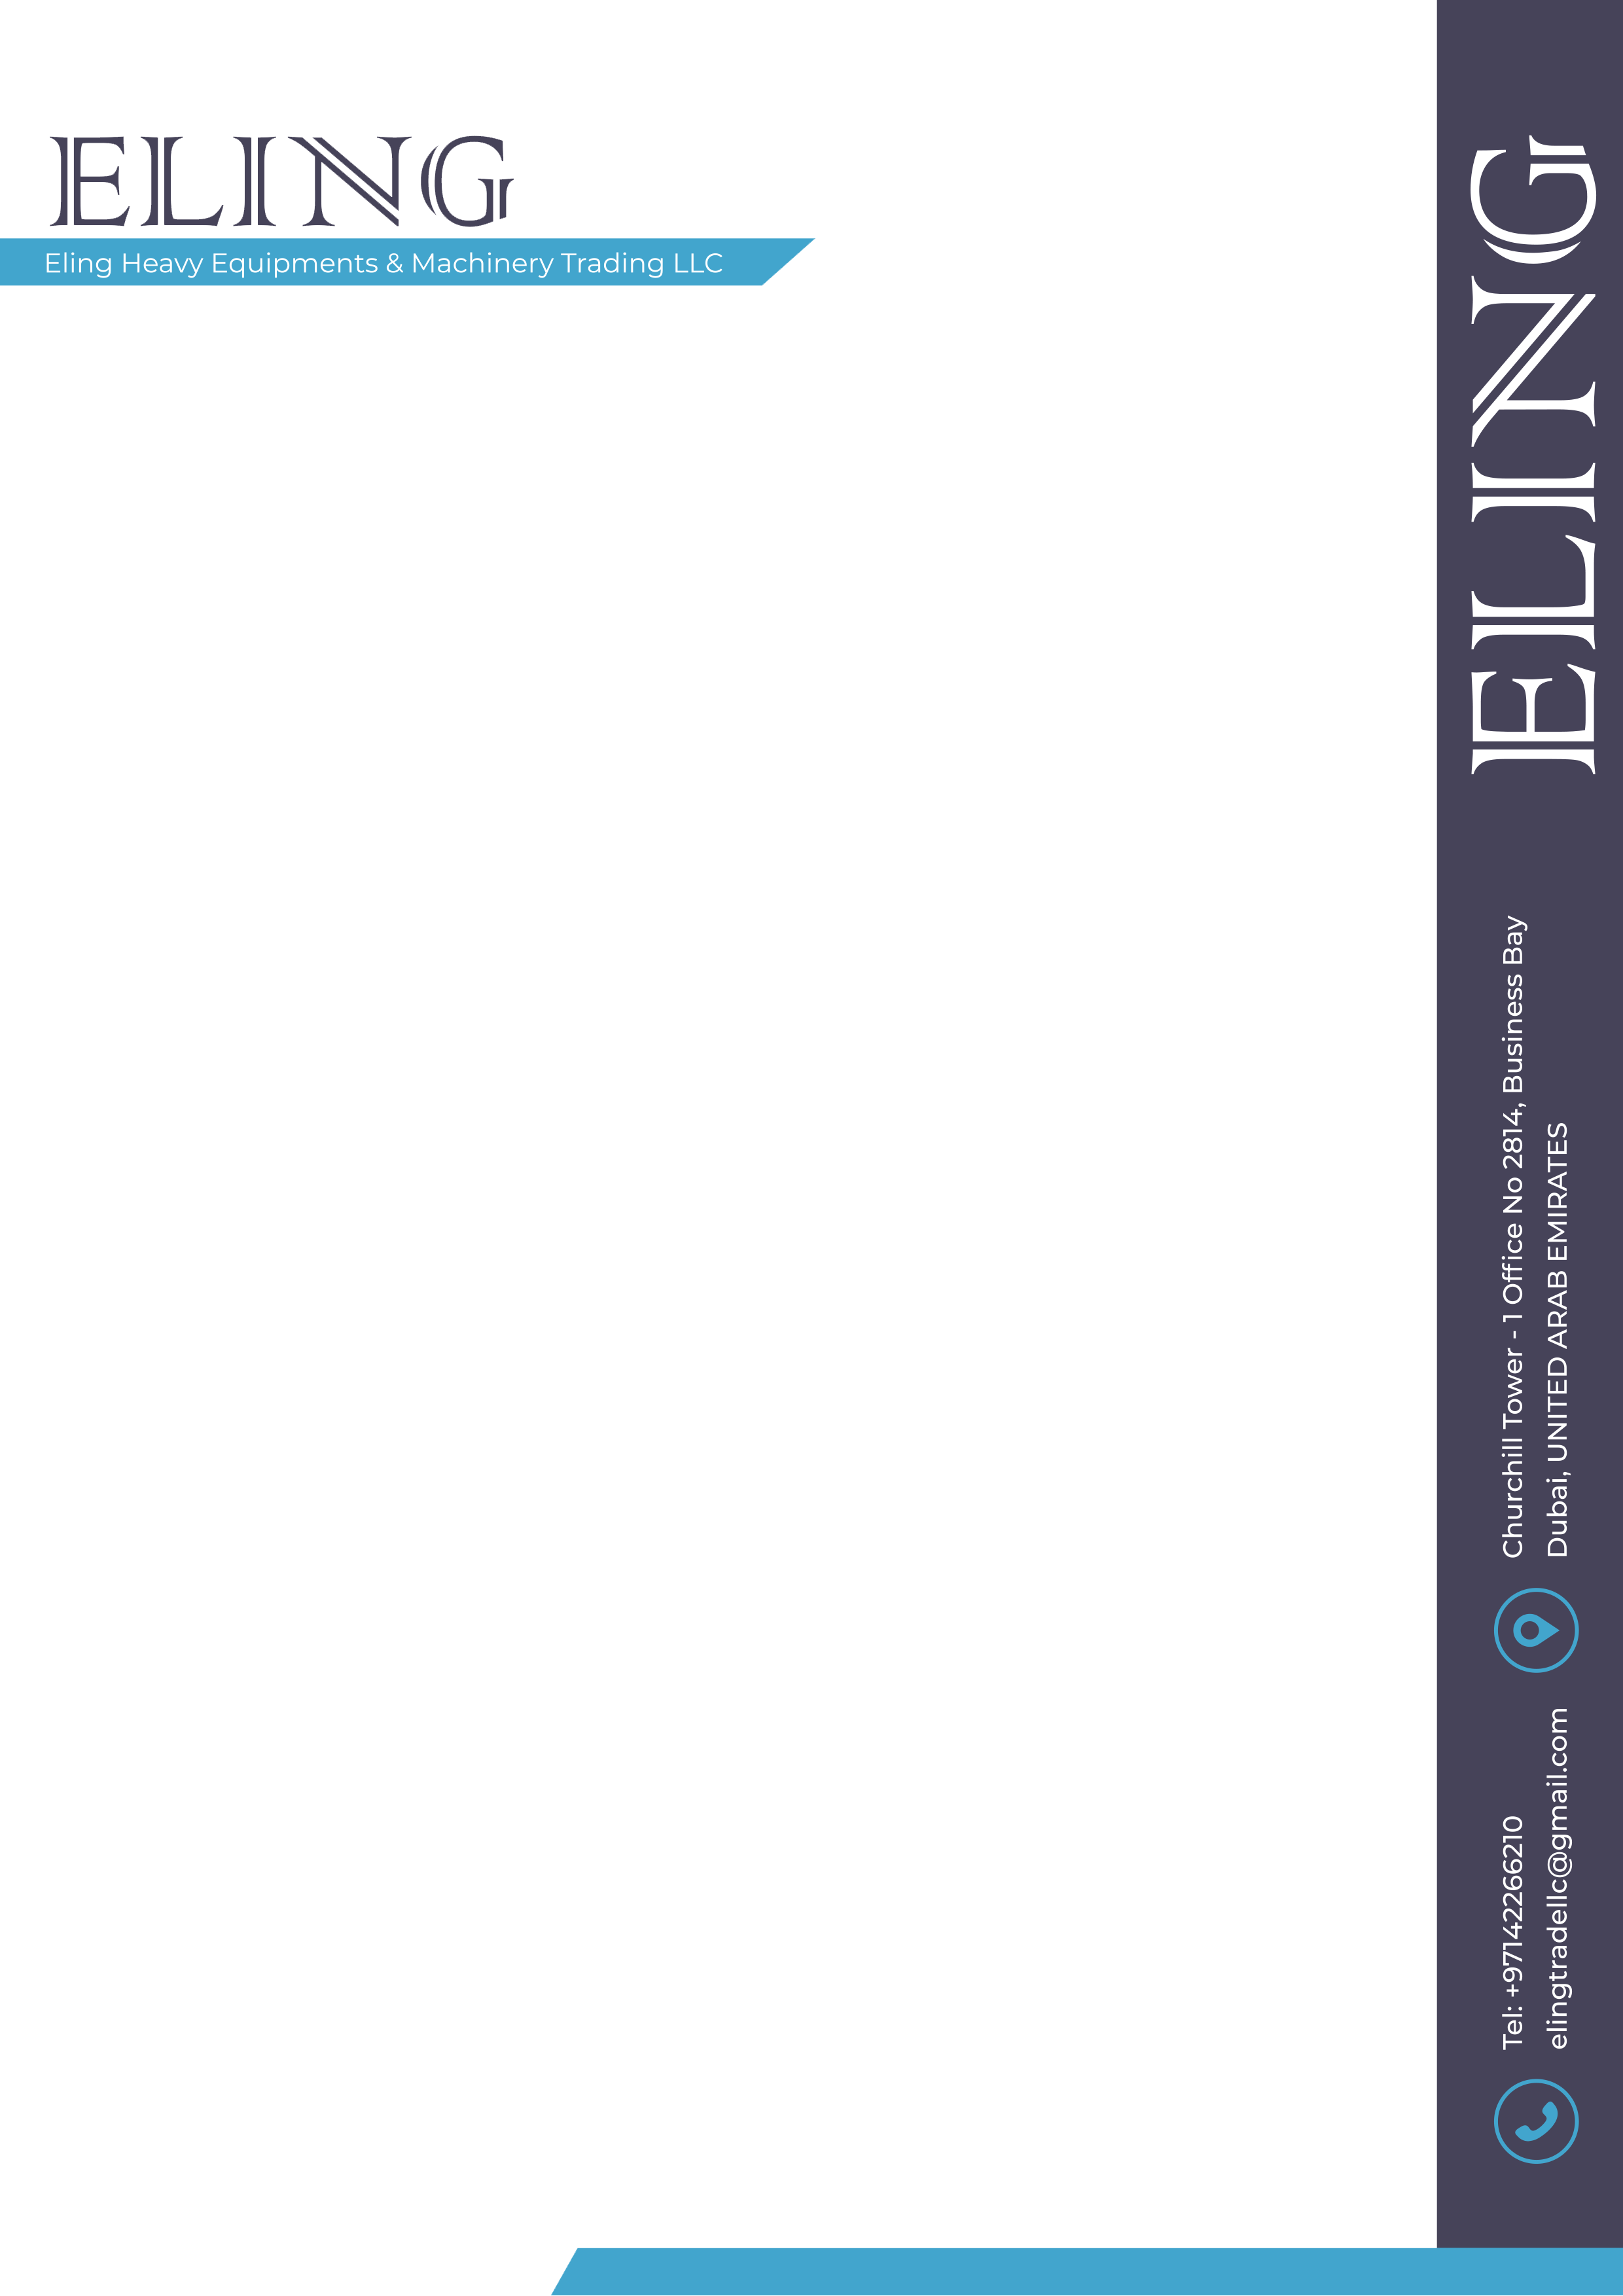 ELING
Eling Heavy Equipments & Machinery Trading LLC
ELING
Churchill Tower - 1 Office No 2814, Business Bay
Dubai, UNITED ARAB EMIRATES
Tel: +97142266210
elingtradellc@gmail.com